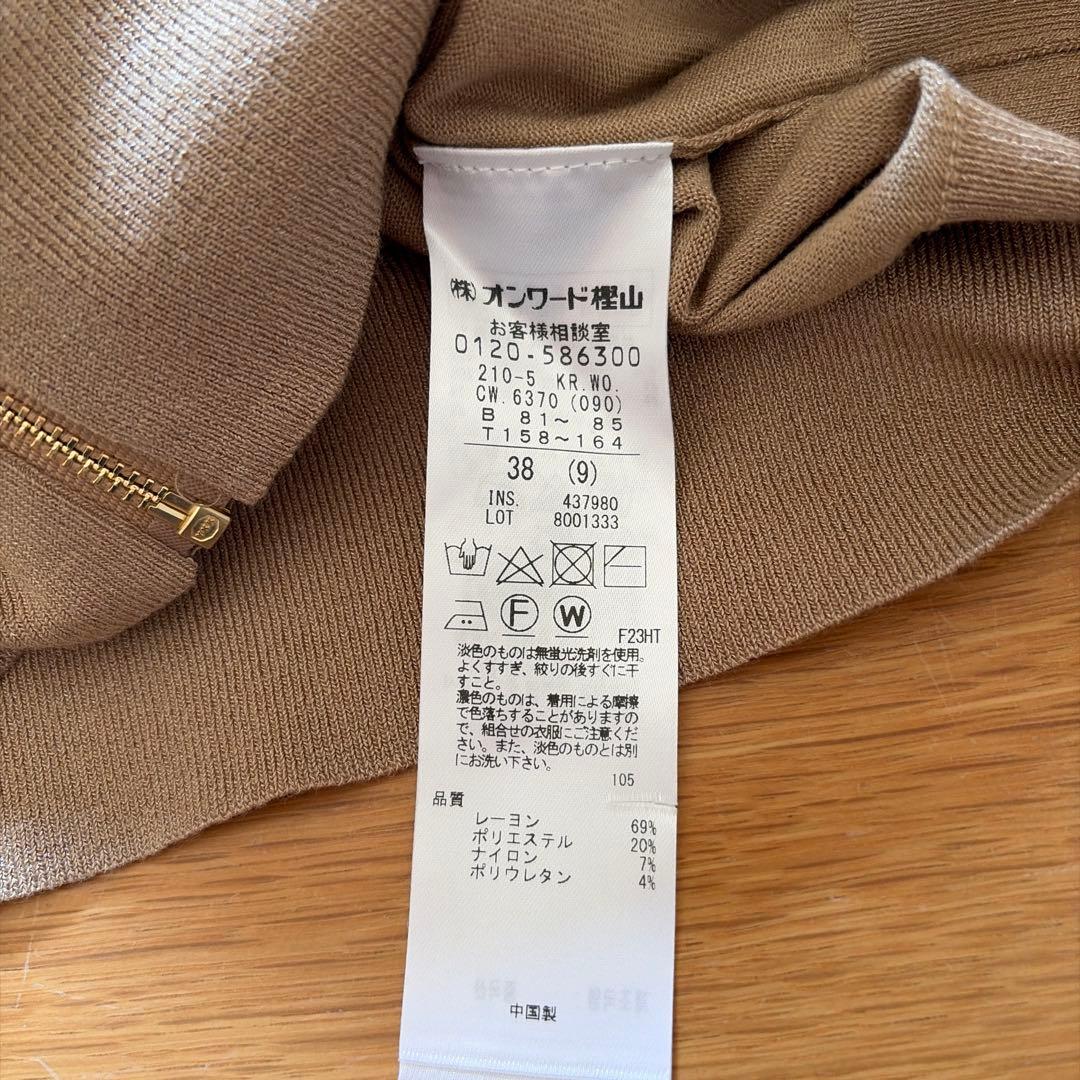 (株)オンワード樫山
お客様相談室
0120-586300
210-5 KR.WO.
CW.6370(090)
B 81～ 85
T158～164
38 (9)
INS. 437980
LOT 8001333
F W
F23HT
淡色のものは無蛍光洗剤を使用。
よくすすぎ、絞りの後すぐに干
すこと。
濃色のものは、着用による摩擦
で色落ちすることがありますの
で、組合せの衣服にご注意くだ
さい。また、淡色のものとは別
にお洗い下さい。
105
品質
レーヨン 69%
ポリエステル 20%
ナイロン 7%
ポリウレタン 4%
中国製